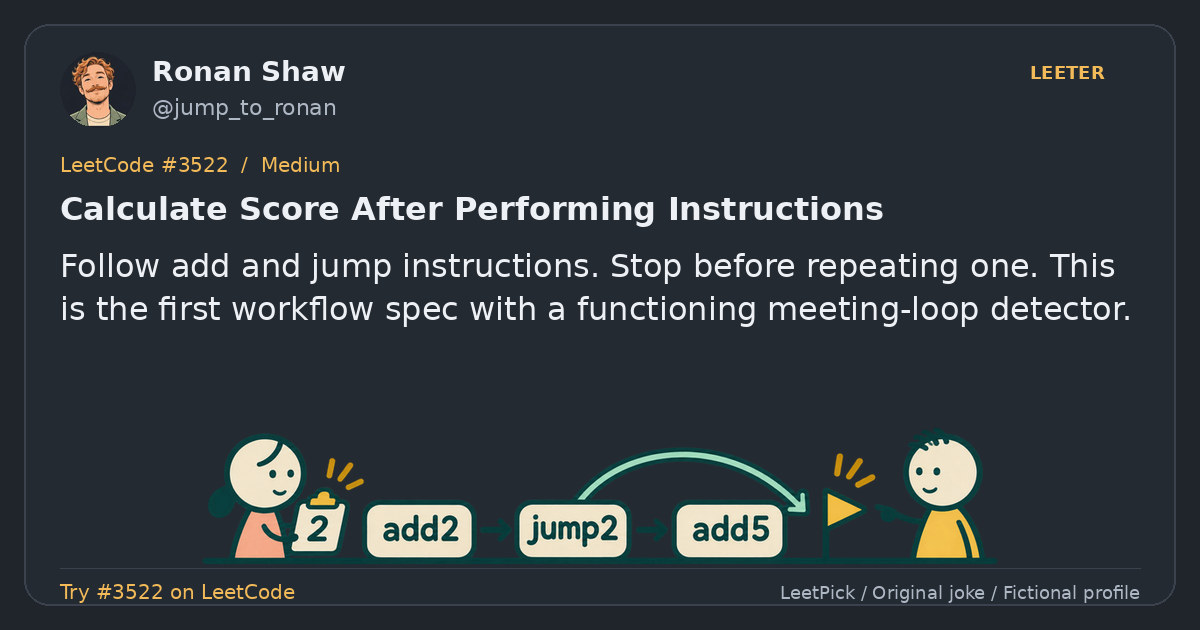 Ronan Shaw
LEETER
@jump_to_ronan
LeetCode #3522 / Medium
Calculate Score After Performing Instructions
Follow add and jump instructions. Stop before repeating one. This
is the first workflow spec with a functioning meeting-loop detector.
2
add2
jump2
add5
Try #3522 on LeetCode
LeetPick / Original joke / Fictional profile